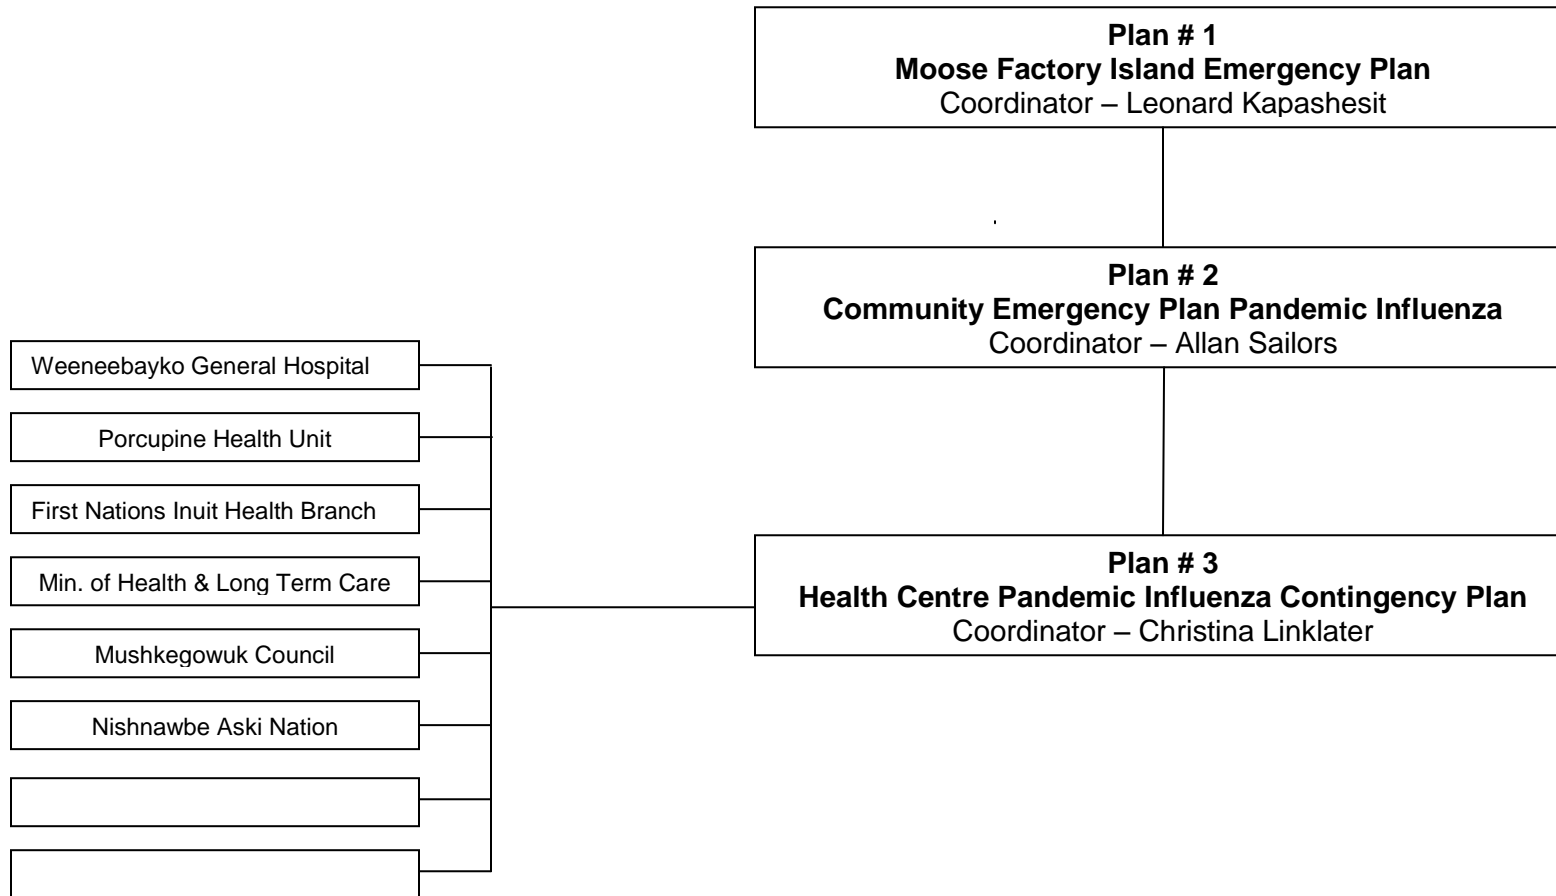 Plan # 1
Moose Factory Island Emergency Plan
Coordinator – Leonard Kapashesit
Plan # 2
Community Emergency Plan Pandemic Influenza
Coordinator – Allan Sailors
Weeneebayko General Hospital
Porcupine Health Unit
First Nations Inuit Health Branch
Min. of Health & Long Term Care
Mushkegowuk Council
Nishnawbe Aski Nation
Plan # 3
Health Centre Pandemic Influenza Contingency Plan
Coordinator – Christina Linklater